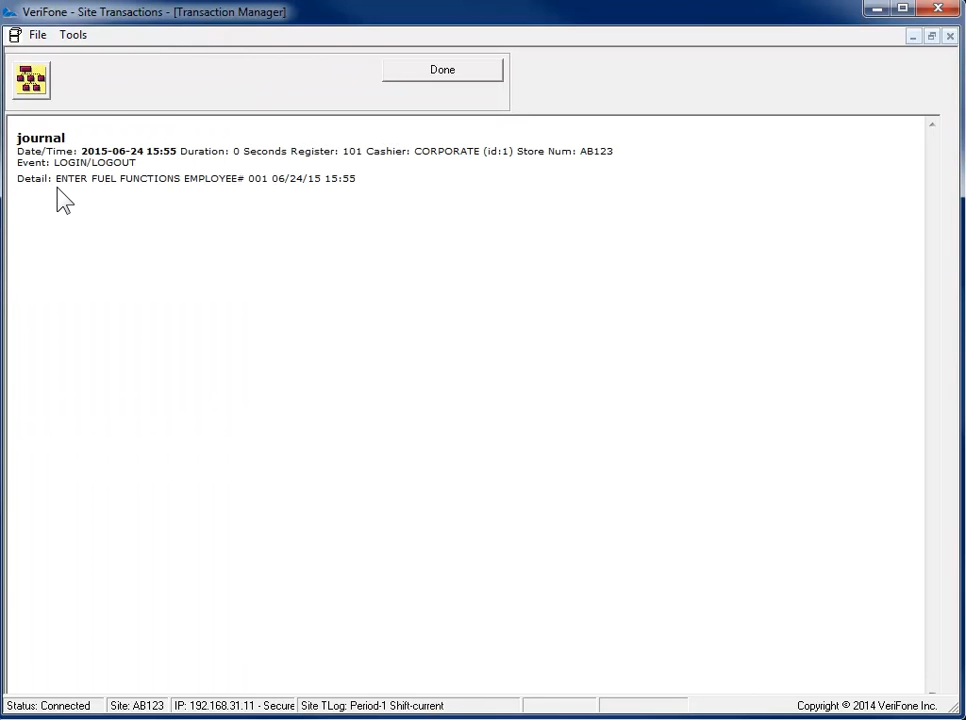 VeriFone - Site Transactions - [Transaction Manager]
File Tools
Done
journal
Date/Time: 2015-06-24 15:55 Duration: 0 Seconds Register: 101 Cashier: CORPORATE (id:1) Store Num: AB123
Event: LOGIN/LOGOUT
Detail: ENTER FUEL FUNCTIONS EMPLOYEE# 001 06/24/15 15:55
Status: Connected Site: AB123 IP: 192.168.31.11 - Secure Site TLog: Period-1 Shift-current Copyright © 2014 VeriFone Inc.